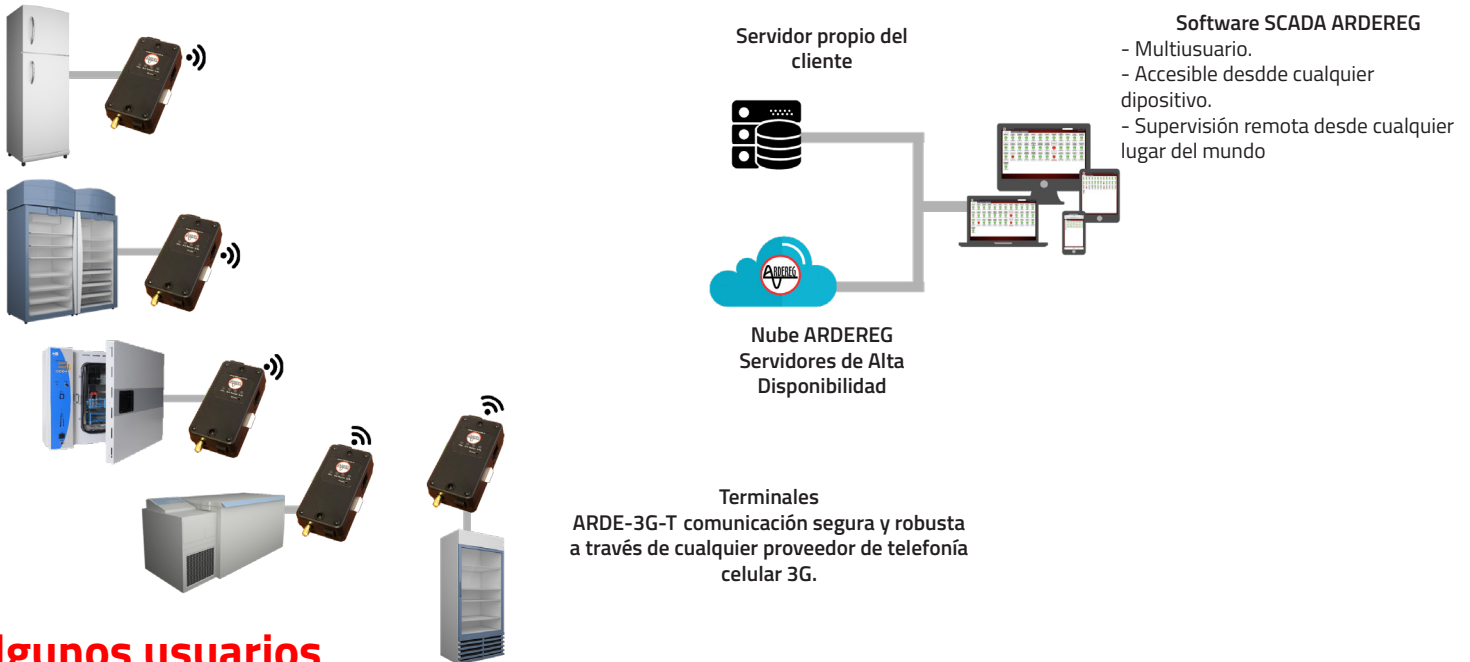 Servidor propio del
cliente
Software SCADA ARDEREG
- Multiusuario.
- Accesible desdde cualquier
dipositivo.
- Supervisión remota desde cualquier
lugar del mundo
ARDEREG
Nube ARDEREG
Servidores de Alta
Disponibilidad
Terminales
ARDE-3G-T comunicación segura y robusta
a través de cualquier proveedor de telefonía
celular 3G.
lgunos usuarios